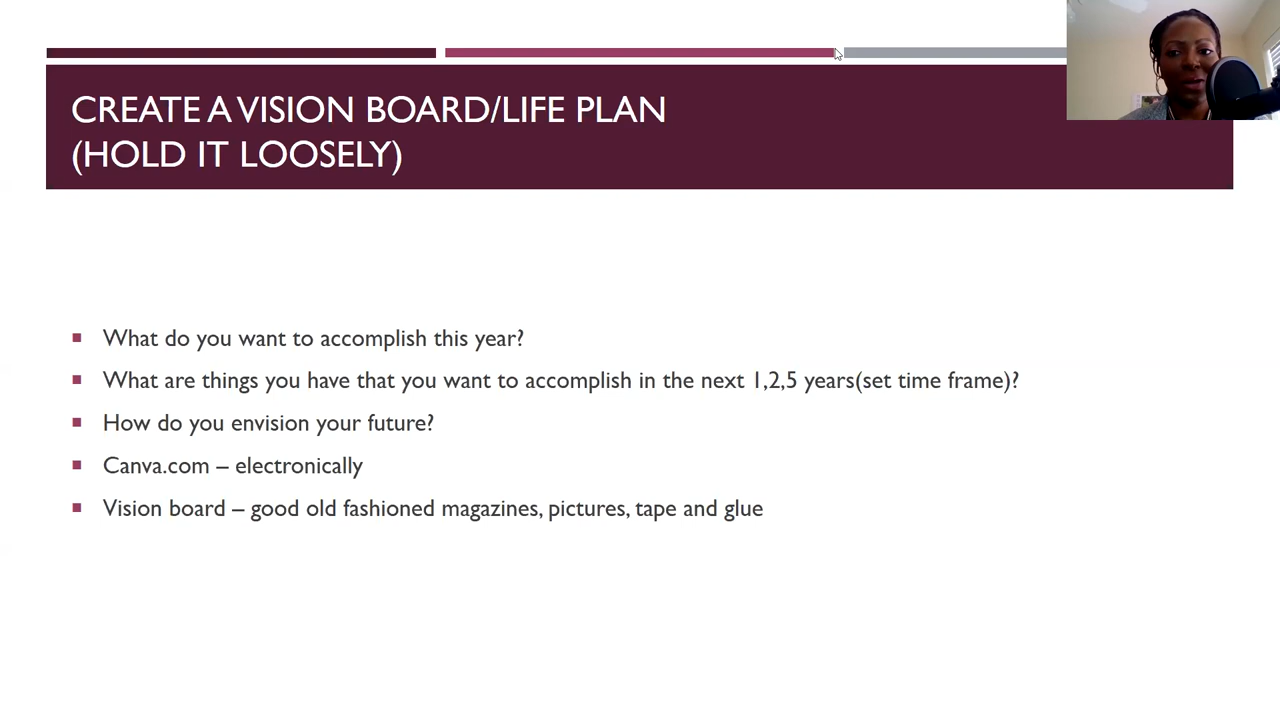 CREATE A VISION BOARD/LIFE PLAN
(HOLD IT LOOSELY)
What do you want to accomplish this year?
What are things you have that you want to accomplish in the next 1,2,5 years(set time frame)?
How do you envision your future?
Canva.com – electronically
Vision board – good old fashioned magazines, pictures, tape and glue